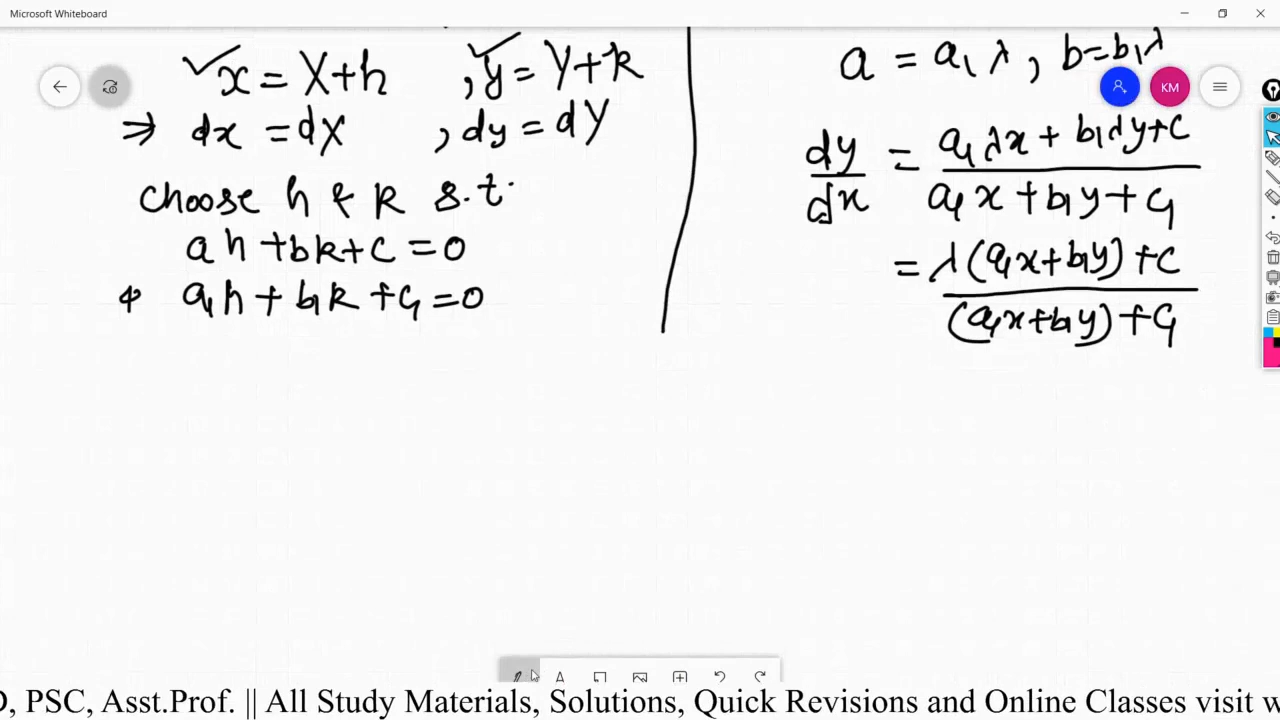 Microsoft Whiteboard
x = X+h , y = Y+k
⇒ dx = dX , dy = dY
Choose h & k s.t.
ah+bk+c=0
& a₁h + b₁k + c₁ = 0
a = a₁λ, b=b₁λ
KM
dy/dx = a₁λx + b₁λy+c / a₁x + b₁y + c₁
= λ(a₁x+b₁y)+c / (a₁x+b₁y)+c₁
PSC, Asst.Prof. || All Study Materials, Solutions, Quick Revisions and Online Classes visit